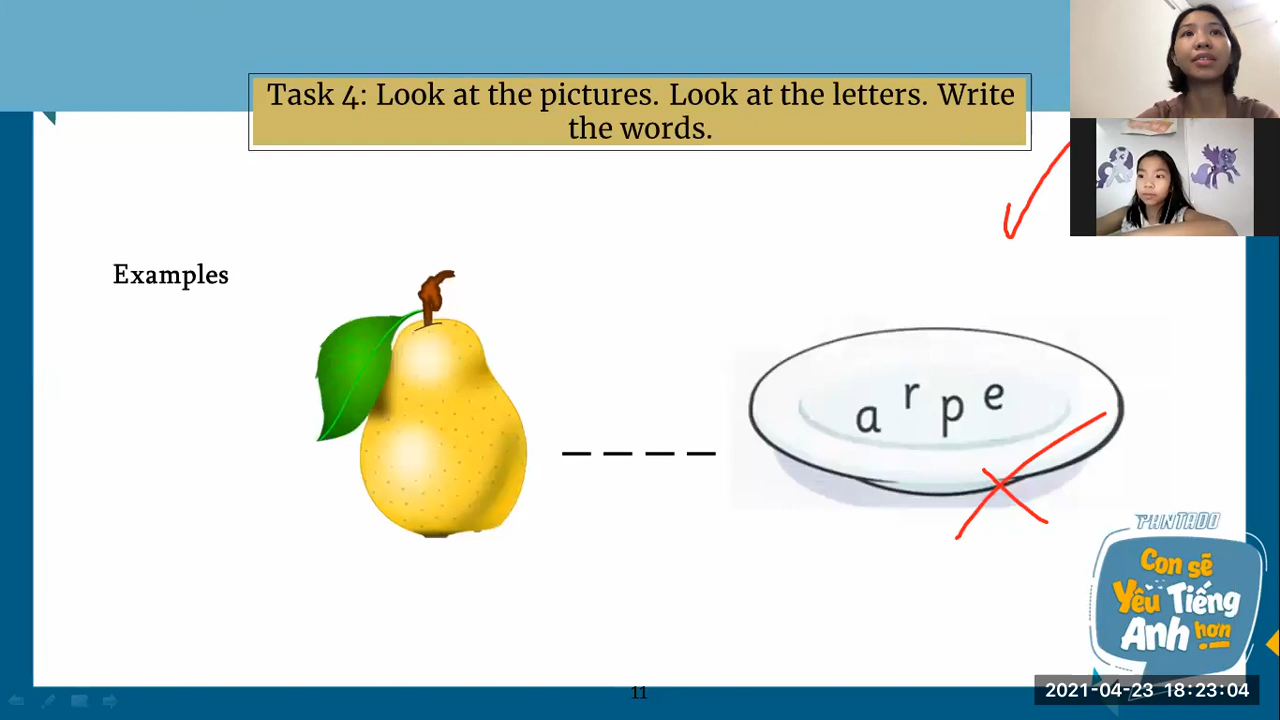 Task 4: Look at the pictures. Look at the letters. Write
the words.
Examples
a r p e
PANTADO
Con sẽ
Yêu Tiếng
Anh hơn
11
2021-04-23 18:23:04